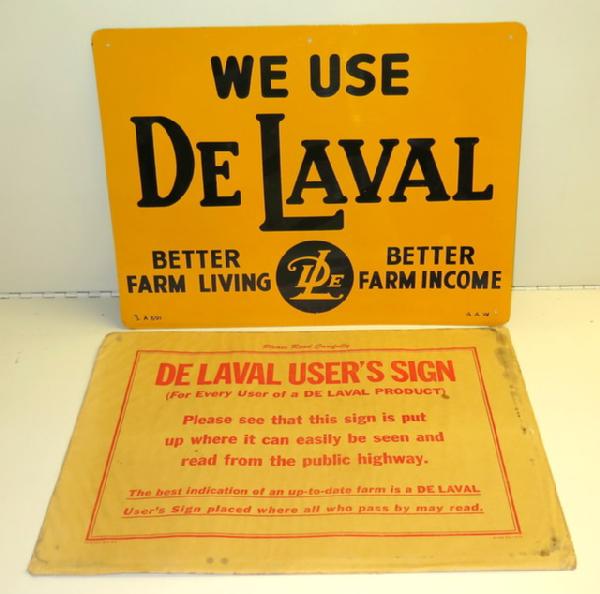 WE USE
DE LAVAL
BETTER FARM LIVING
DLE
BETTER FARM INCOME
Please Read Carefully
DE LAVAL USER'S SIGN
(For Every User of a DE LAVAL PRODUCT)
Please see that this sign is put
up where it can easily be seen and
read from the public highway.
The best indication of an up-to-date farm is a DE LAVAL
User's Sign placed where all who pass by may read.